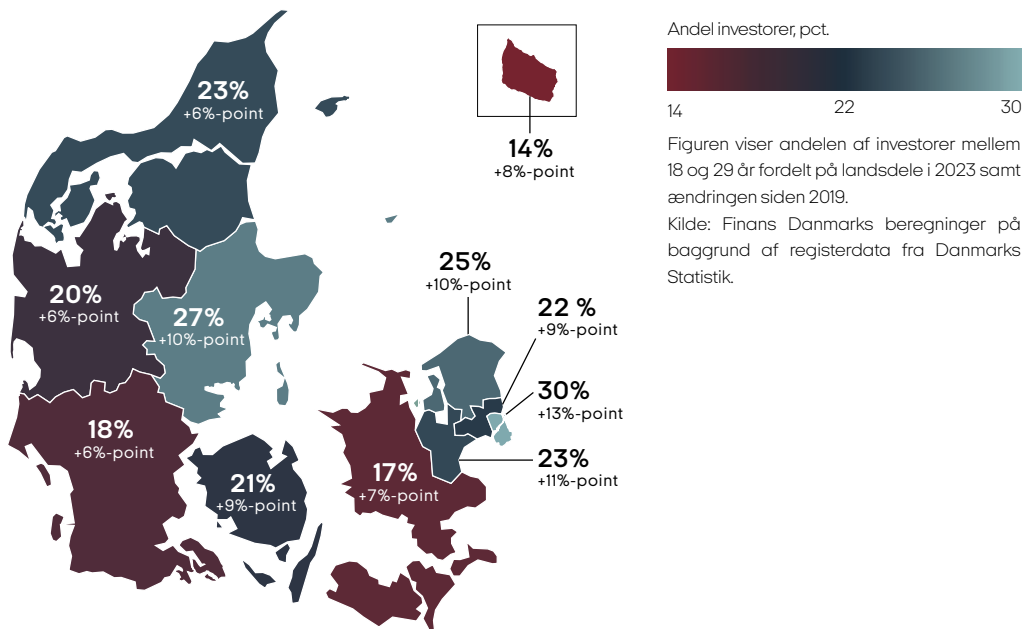 23%
+6%-point
14%
+8%-point
20%
+6%-point
27%
+10%-point
25%
+10%-point
22 %
+9%-point
30%
+13%-point
23%
+11%-point
18%
+6%-point
21%
+9%-point
17%
+7%-point
Andel investorer, pct.
14 22 30
Figuren viser andelen af investorer mellem
18 og 29 år fordelt på landsdele i 2023 samt
ændringen siden 2019.
Kilde: Finans Danmarks beregninger på
baggrund af registerdata fra Danmarks
Statistik.